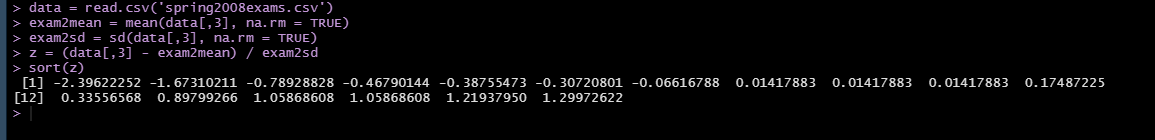 > data = read.csv('spring2008exams.csv')
> exam2mean = mean(data[,3], na.rm = TRUE)
> exam2sd = sd(data[,3], na.rm = TRUE)
> z = (data[,3] - exam2mean) / exam2sd
> sort(z)
[1] -2.39622252 -1.67310211 -0.78928828 -0.46790144 -0.38755473 -0.30720801 -0.06616788 0.01417883 0.01417883 0.01417883 0.17487225
[12] 0.33556568 0.89799266 1.05868608 1.05868608 1.21937950 1.29972622
>